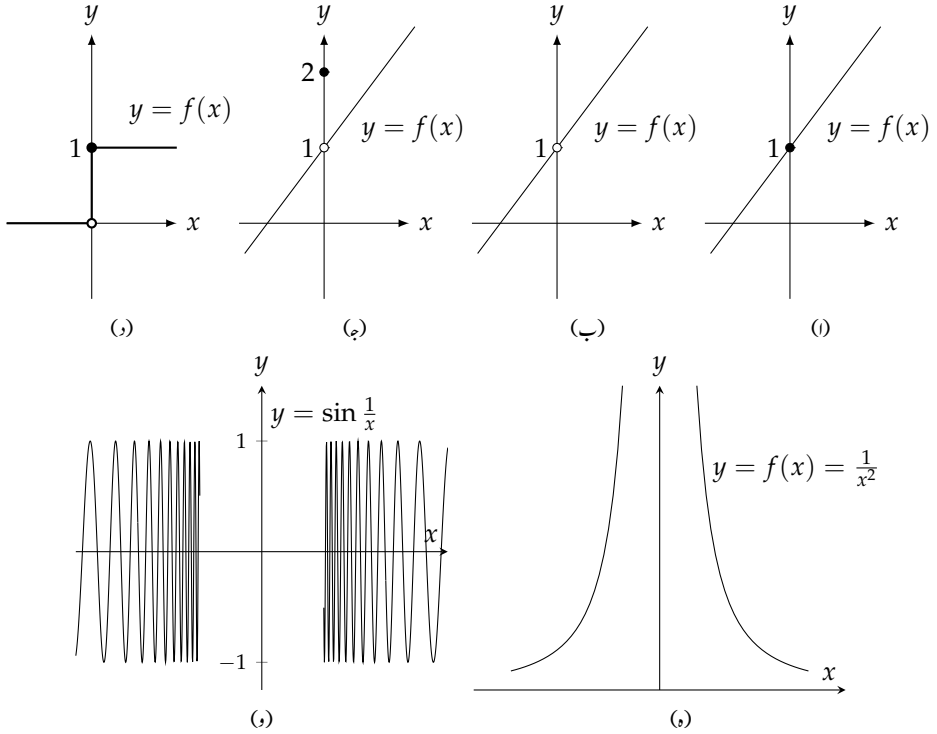 y y y y
2
y = f(x)
1 1 y = f(x) 1 y = f(x) 1 y = f(x)
x x x x
(د) (ج) (ب) (ا)
y y
y = sin 1/x
1
y = f(x) = 1/x²
x
−1
x
(و) (ه)